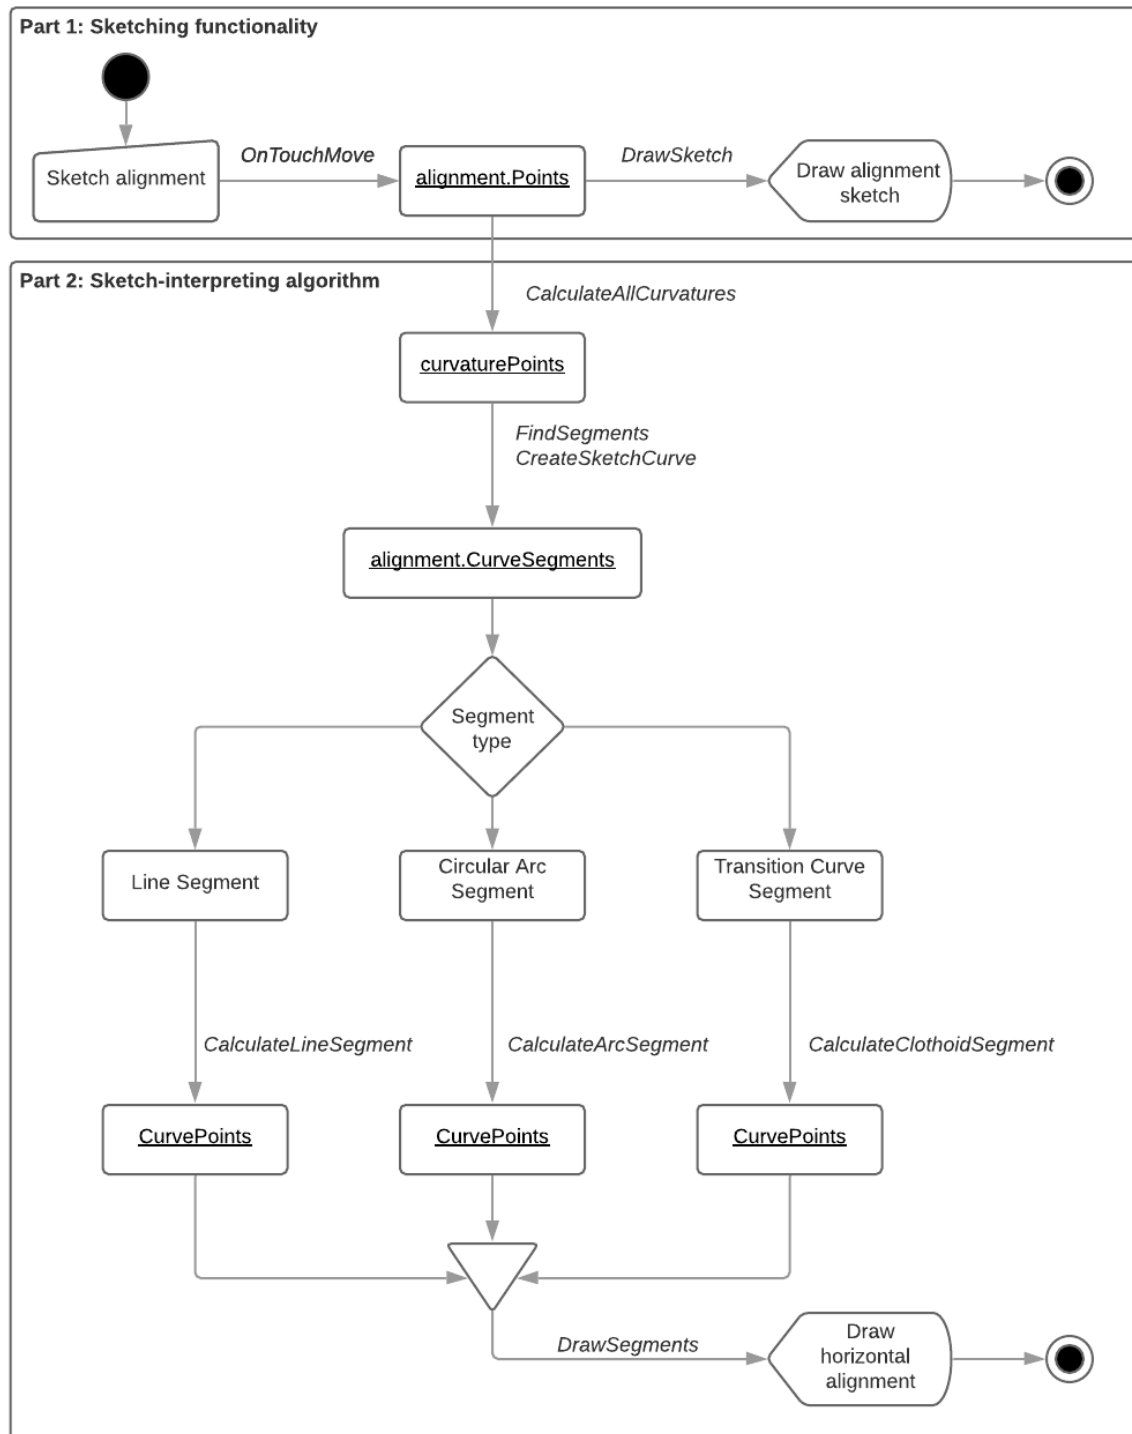 Part 1: Sketching functionality
Sketch alignment
OnTouchMove
alignment.Points
DrawSketch
Draw alignment
sketch
Part 2: Sketch-interpreting algorithm
CalculateAllCurvatures
curvaturePoints
FindSegments
CreateSketchCurve
alignment.CurveSegments
Segment
type
Line Segment
Circular Arc
Segment
Transition Curve
Segment
CalculateLineSegment
CalculateArcSegment
CalculateClothoidSegment
CurvePoints
CurvePoints
CurvePoints
DrawSegments
Draw
horizontal
alignment